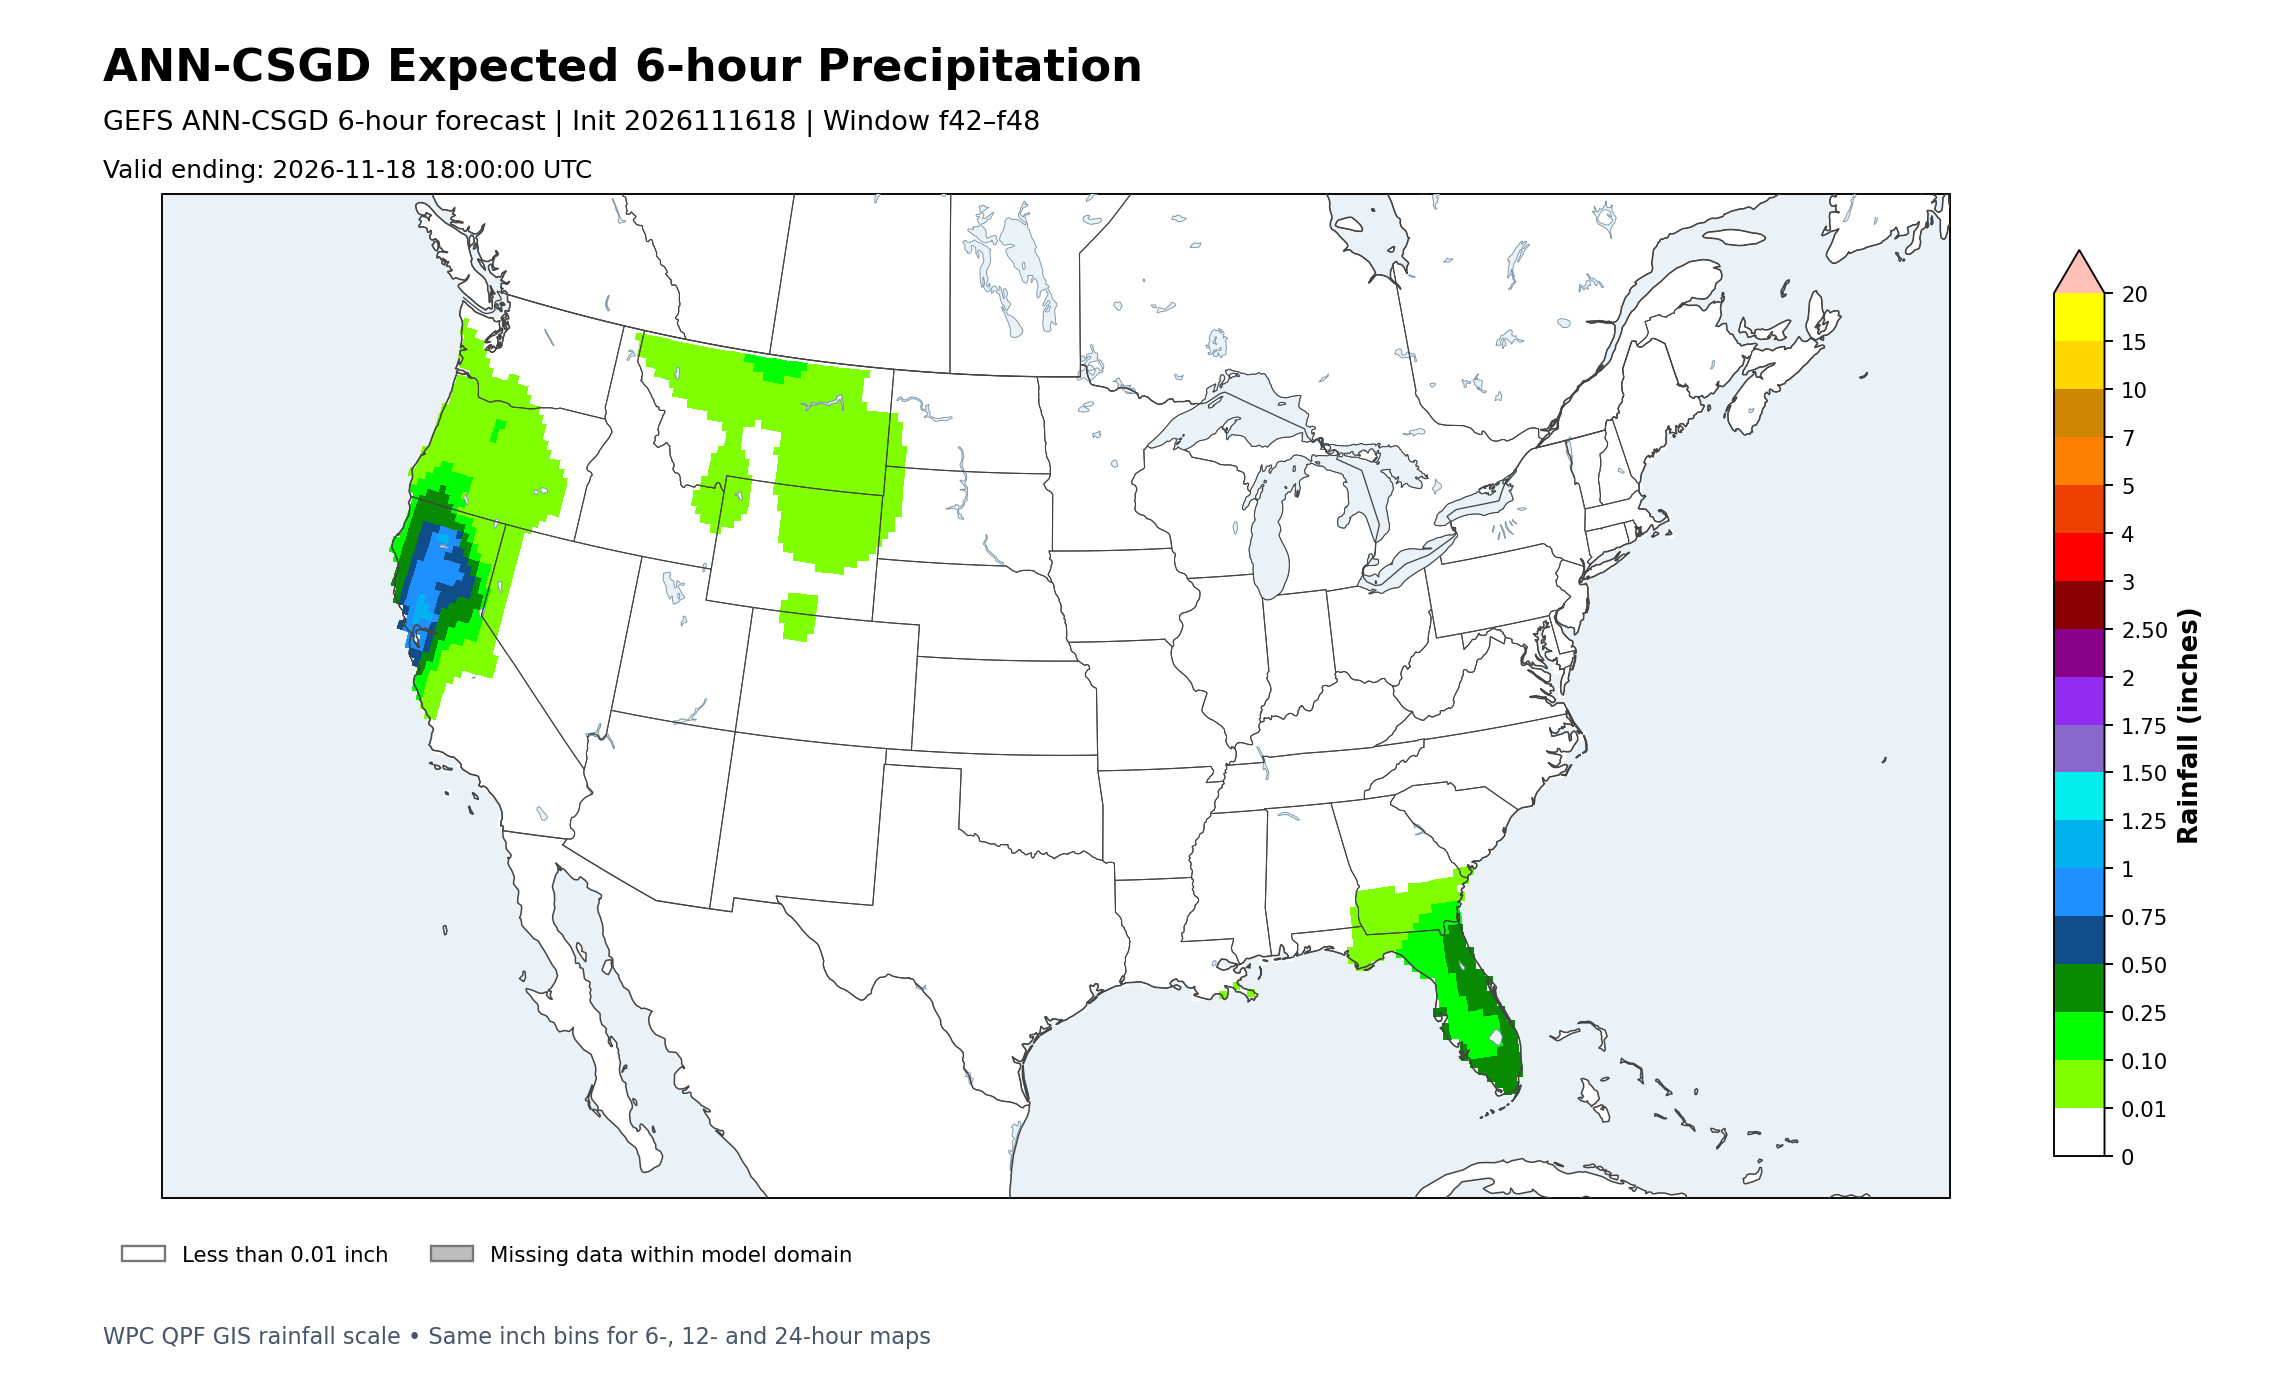 ANN-CSGD Expected 6-hour Precipitation
GEFS ANN-CSGD 6-hour forecast | Init 2026111618 | Window f42–f48
Valid ending: 2026-11-18 18:00:00 UTC
20
15
10
7
5
4
3
2.50
2
1.75
1.50
1.25
1
0.75
0.50
0.25
0.10
0.01
0
Rainfall (inches)
Less than 0.01 inch
Missing data within model domain
WPC QPF GIS rainfall scale • Same inch bins for 6-, 12- and 24-hour maps